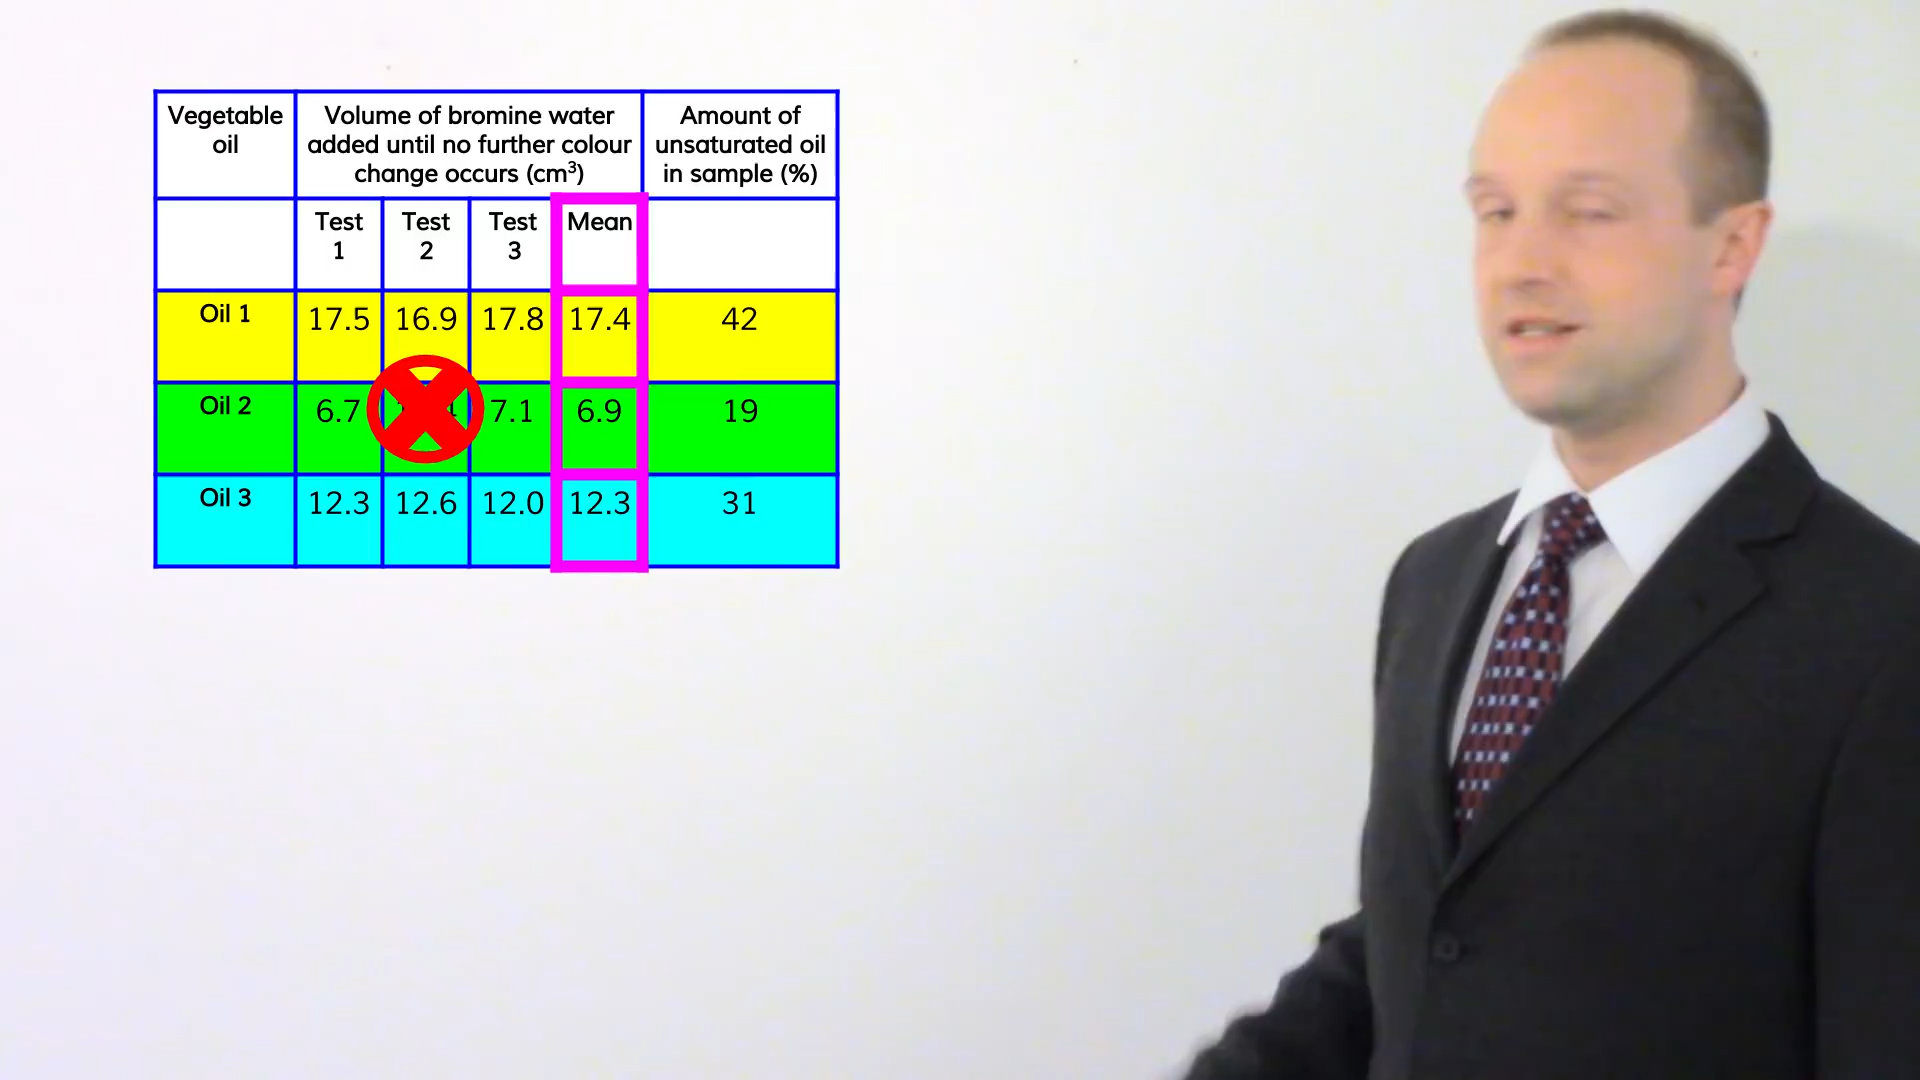 Vegetable
oil
Volume of bromine water
added until no further colour
change occurs (cm³)
Amount of
unsaturated oil
in sample (%)
Test
1
Test
2
Test
3
Mean
Oil 1
17.5
16.9
17.8
17.4
42
Oil 2
6.7
7.1
6.9
19
Oil 3
12.3
12.6
12.0
12.3
31